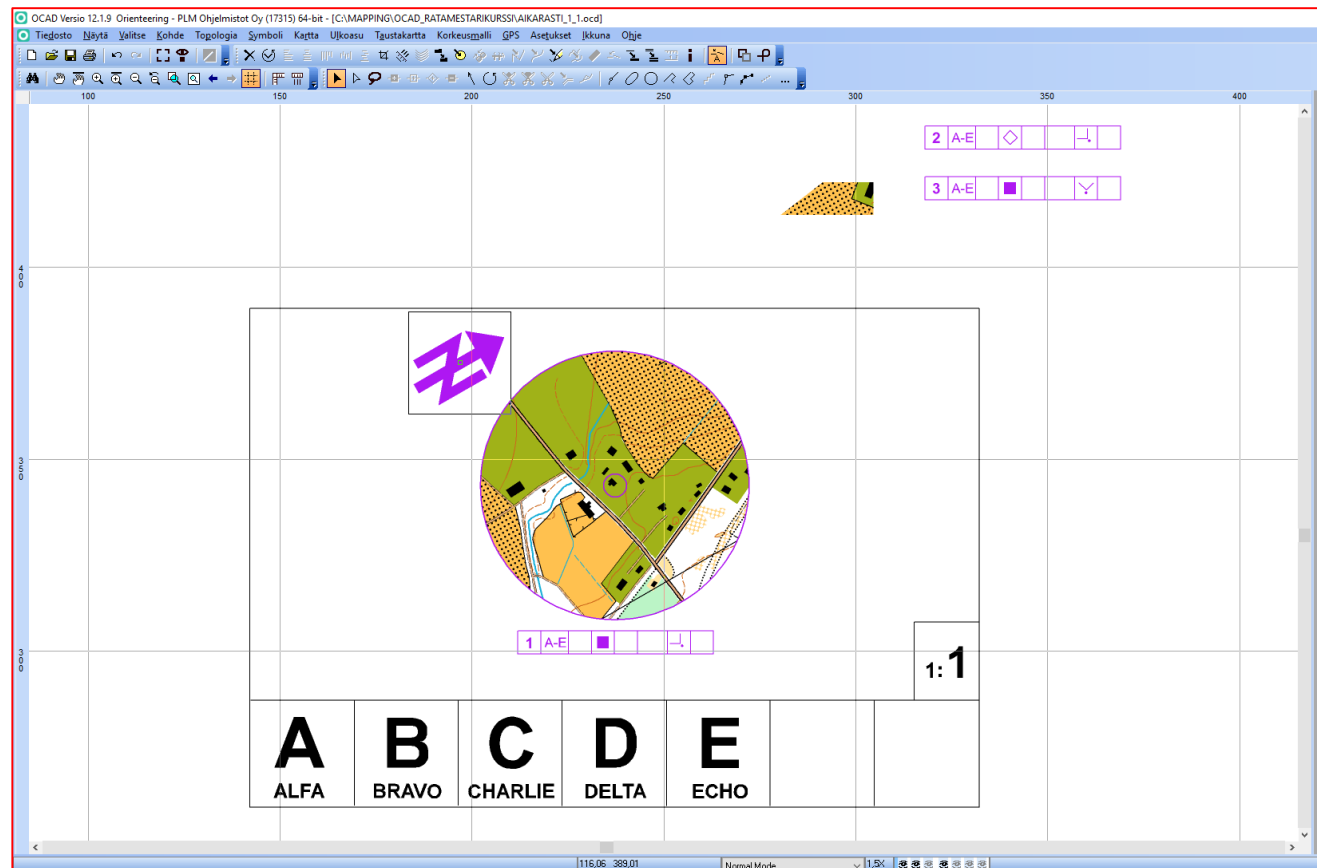 OCAD Versio 12.1.9 Orienteering - PLM Ohjelmistot Oy (17315) 64-bit - [C:\MAPPING\OCAD_RATAMESTARIKURSSI\AIKARASTI_1_1.ocd]
Tiedosto Näytä Valitse Kohde Topologia Symboli Kartta Ulkoasu Taustakartta Korkeusmalli GPS Asetukset Ikkuna Ohje
100 150 200 250 300 350 400
2 A-E
3 A-E
400
350
1 A-E
300
1:1
A B C D E
ALFA BRAVO CHARLIE DELTA ECHO
116,06 389,01 Normal Mode 1,5X